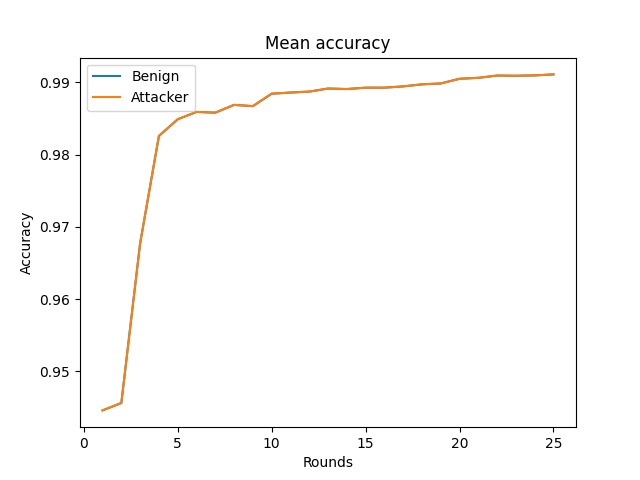 Mean accuracy
Benign
Attacker
0.99
0.98
0.97
0.96
0.95
Accuracy
0 5 10 15 20 25
Rounds